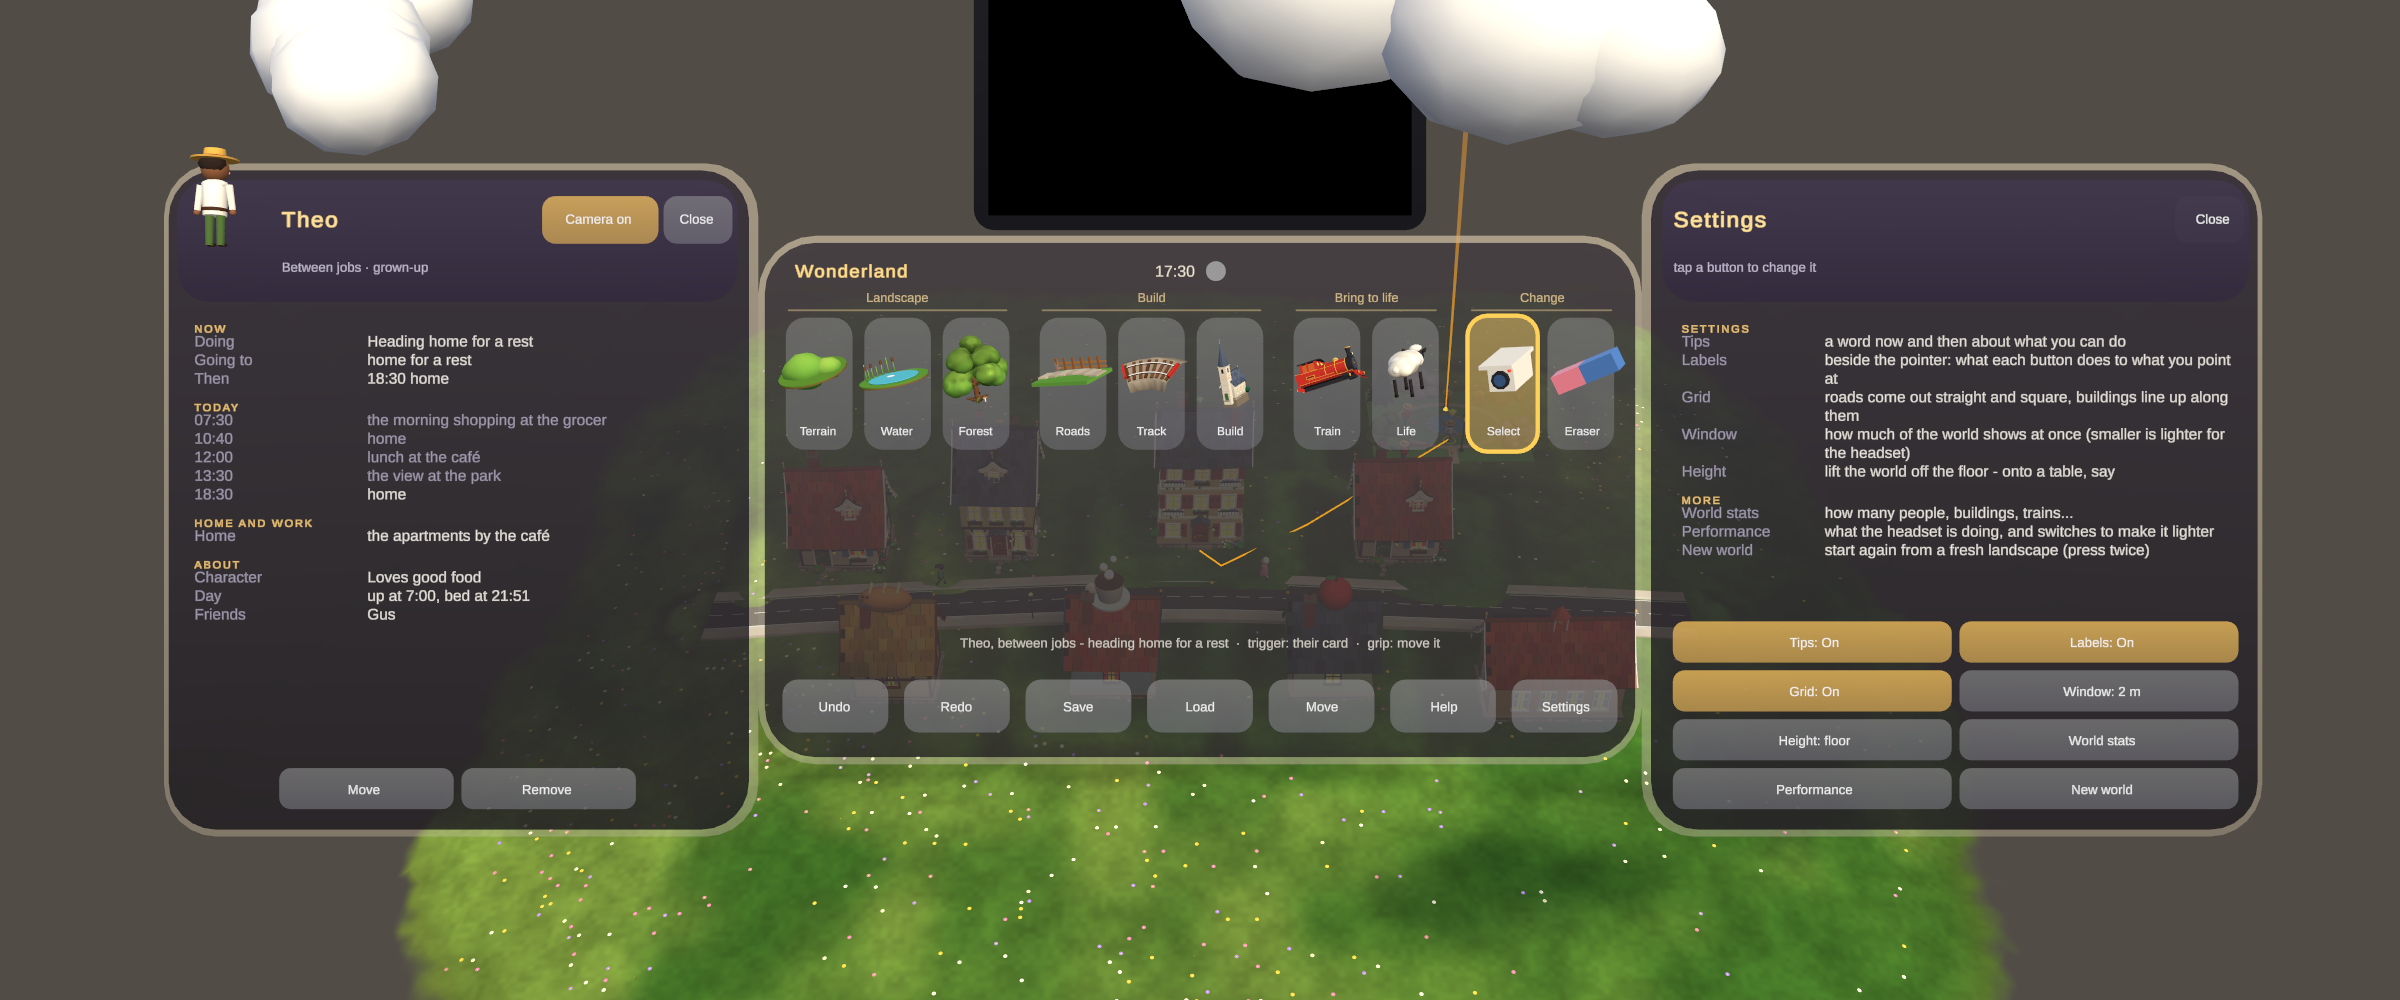 Theo
Camera on
Close
Between jobs · grown-up
NOW
Doing Heading home for a rest
Going to home for a rest
Then 18:30 home
TODAY
07:30 the morning shopping at the grocer
10:40 home
12:00 lunch at the café
13:30 the view at the park
18:30 home
HOME AND WORK
Home the apartments by the café
ABOUT
Character Loves good food
Day up at 7:00, bed at 21:51
Friends Gus
Move
Remove
Wonderland
17:30
Landscape
Build
Bring to life
Change
Terrain
Water
Forest
Roads
Track
Build
Train
Life
Select
Eraser
Theo, between jobs - heading home for a rest · trigger: their card · grip: move it
Undo
Redo
Save
Load
Move
Help
Settings
Settings
Close
tap a button to change it
SETTINGS
Tips a word now and then about what you can do
Labels beside the pointer: what each button does to what you point
at
Grid roads come out straight and square, buildings line up along
them
Window how much of the world shows at once (smaller is lighter for
the headset)
Height lift the world off the floor - onto a table, say
MORE
World stats how many people, buildings, trains...
Performance what the headset is doing, and switches to make it lighter
New world start again from a fresh landscape (press twice)
Tips: On
Labels: On
Grid: On
Window: 2 m
Height: floor
World stats
Performance
New world